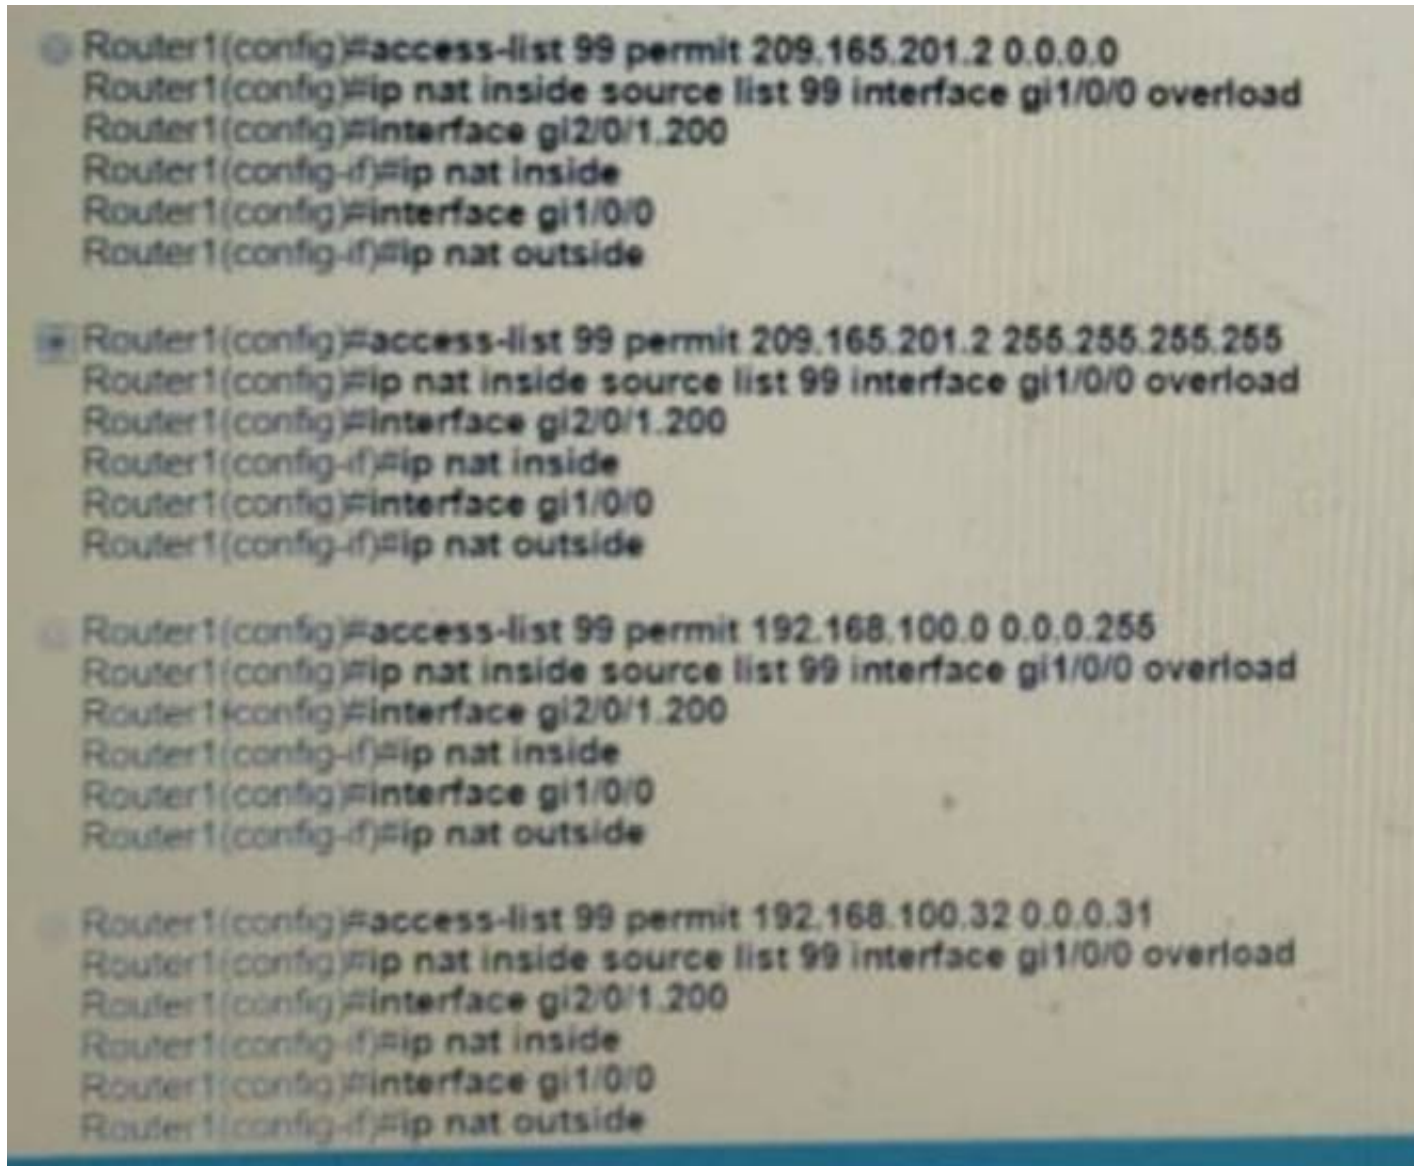 Router1(config)#access-list 99 permit 209.165.201.2 0.0.0.0
Router1(config)#ip nat inside source list 99 interface gi1/0/0 overload
Router1(config)#interface gi2/0/1.200
Router1(config-if)#ip nat inside
Router1(config)#interface gi1/0/0
Router1(config-if)#ip nat outside
Router1(config)#access-list 99 permit 209.165.201.2 255.255.255.255
Router1(config)#ip nat inside source list 99 interface gi1/0/0 overload
Router1(config)#interface gi2/0/1.200
Router1(config-if)#ip nat inside
Router1(config)#interface gi1/0/0
Router1(config-if)#ip nat outside
Router1(config)#access-list 99 permit 192.168.100.0 0.0.0.255
Router1(config)#ip nat inside source list 99 interface gi1/0/0 overload
Router1(config)#interface gi2/0/1.200
Router1(config-if)#ip nat inside
Router1(config)#interface gi1/0/0
Router1(config-if)#ip nat outside
Router1(config)#access-list 99 permit 192.168.100.32 0.0.0.31
Router1(config)#ip nat inside source list 99 interface gi1/0/0 overload
Router1(config)#interface gi2/0/1.200
Router1(config-if)#ip nat inside
Router1(config)#interface gi1/0/0
Router1(config-if)#ip nat outside